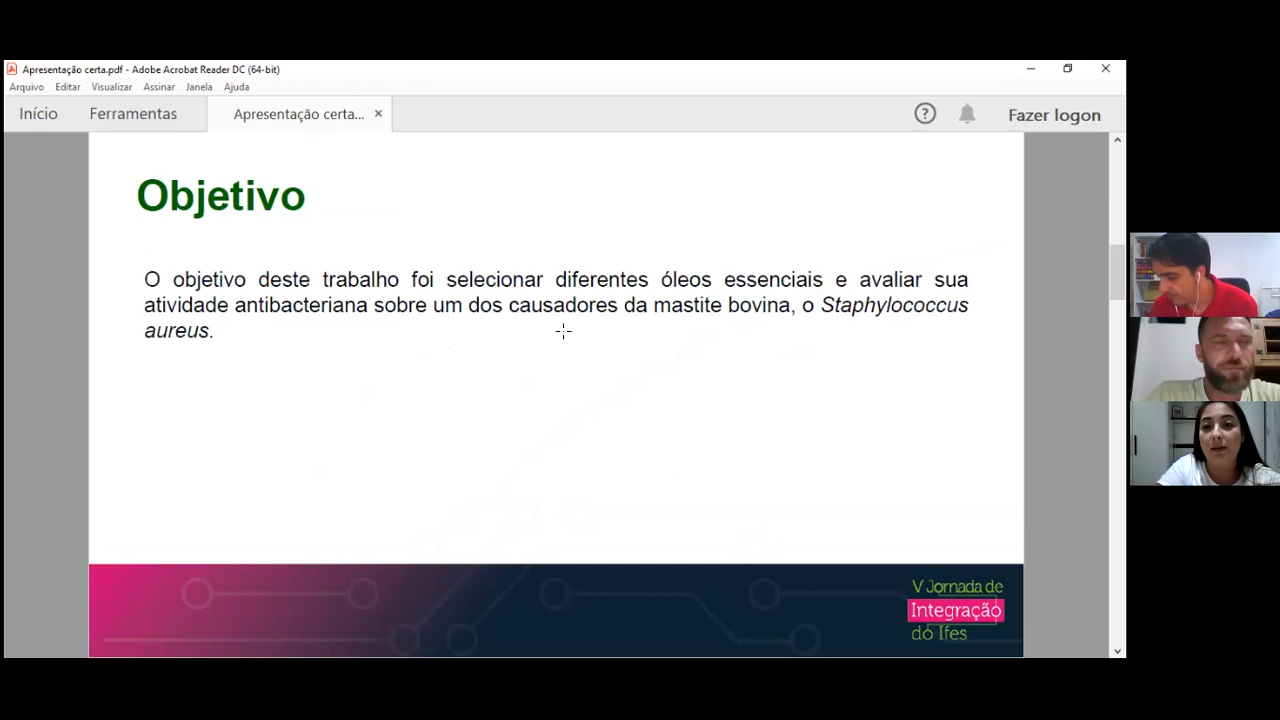 Apresentação certa.pdf - Adobe Acrobat Reader DC (64-bit)
Arquivo Editar Visualizar Assinar Janela Ajuda
Início Ferramentas Apresentação certa... × Fazer logon
Objetivo
O objetivo deste trabalho foi selecionar diferentes óleos essenciais e avaliar sua
atividade antibacteriana sobre um dos causadores da mastite bovina, o Staphylococcus
aureus.
V Jornada de
Integração
do Ifes